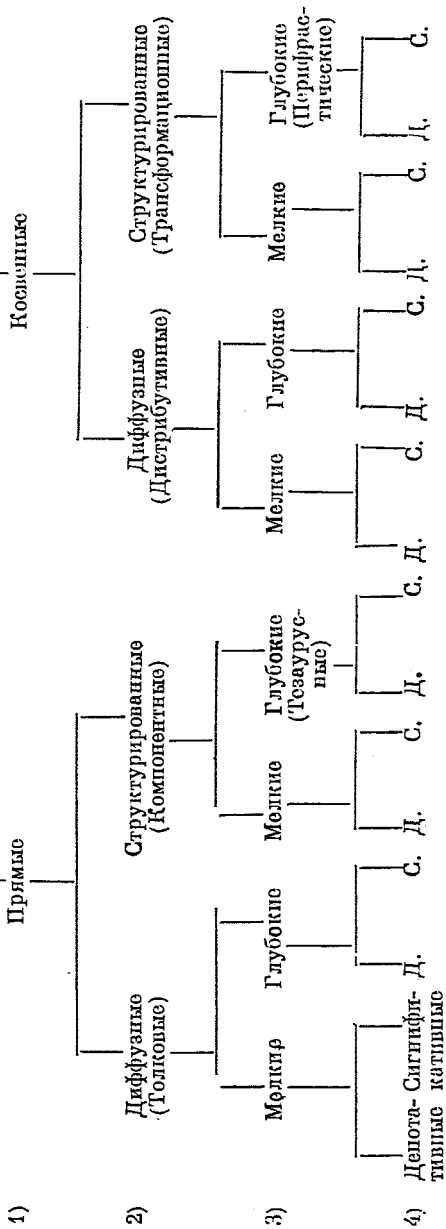 1)
Прямые
Косвенные
2)
Диффузные
(Толковые)
Структурированные
(Компонентные)
Диффузные
(Дистрибутивные)
Структурированные
(Трансформационные)
3)
Мелкие
Глубокие
Мелкие
Глубокие
(Тезаурус-
ные)
Мелкие
Глубокие
Мелкие
Глубокие
(Перифрас-
тические)
4)
Денота- Сигнифи-
тивные кативные
Д.
С.
Д.
С.
Д.
С.
Д.
С.
Д.
С.
Д.
С.
Д.
С.